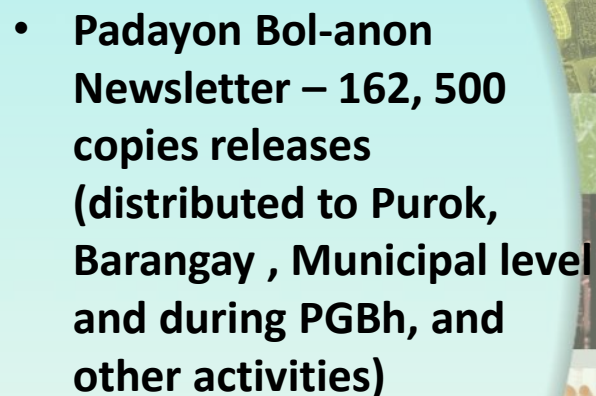 • Padayon Bol-anon
Newsletter – 162, 500
copies releases
(distributed to Purok,
Barangay , Municipal level
and during PGBh, and
other activities)